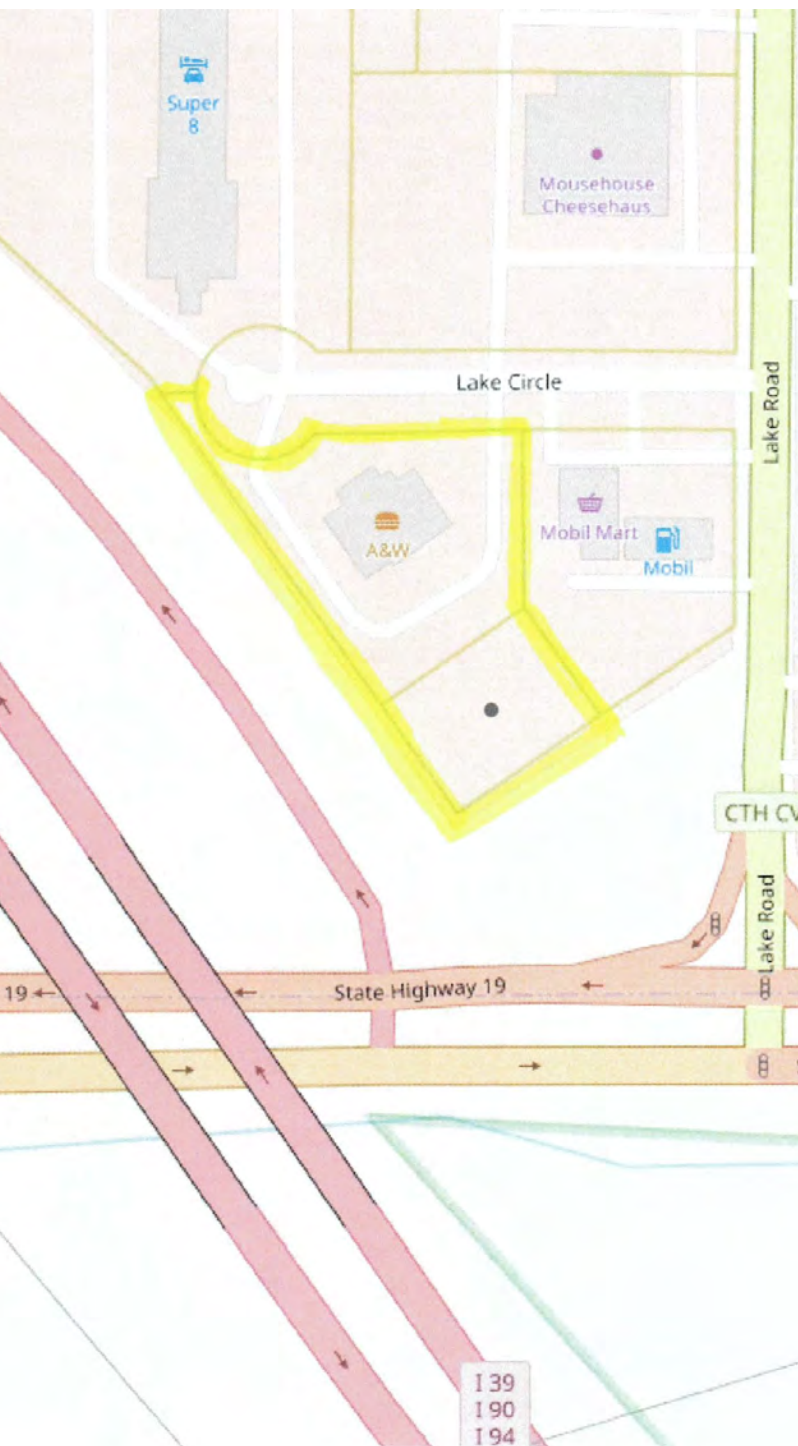 Super
8
Mousehouse
Cheesehaus
Lake Circle
Lake Road
A&W
Mobil Mart
Mobil
CTH CV
Lake Road
19
State Highway 19
I 39
I 90
I 94